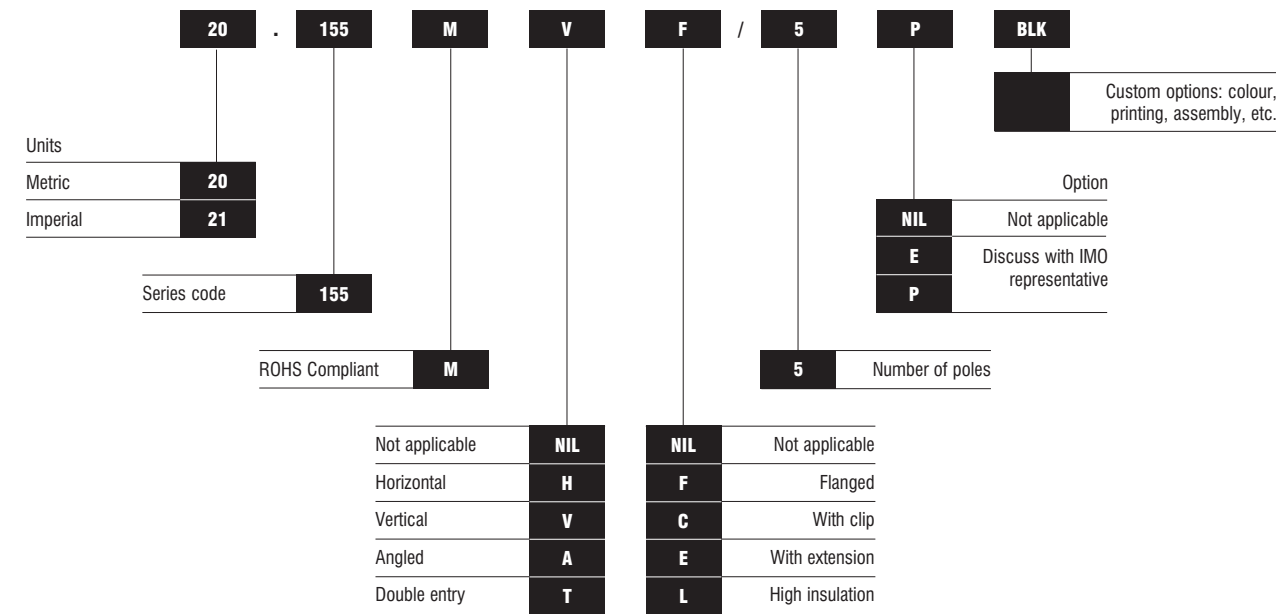 20 . 155 M V F / 5 P BLK
Custom options: colour,
printing, assembly, etc.
Units
Metric 20
Imperial 21
Option
NIL Not applicable
E Discuss with IMO
representative
P
Series code 155
ROHS Compliant M
5 Number of poles
Not applicable NIL
Horizontal H
Vertical V
Angled A
Double entry T
NIL Not applicable
F Flanged
C With clip
E With extension
L High insulation